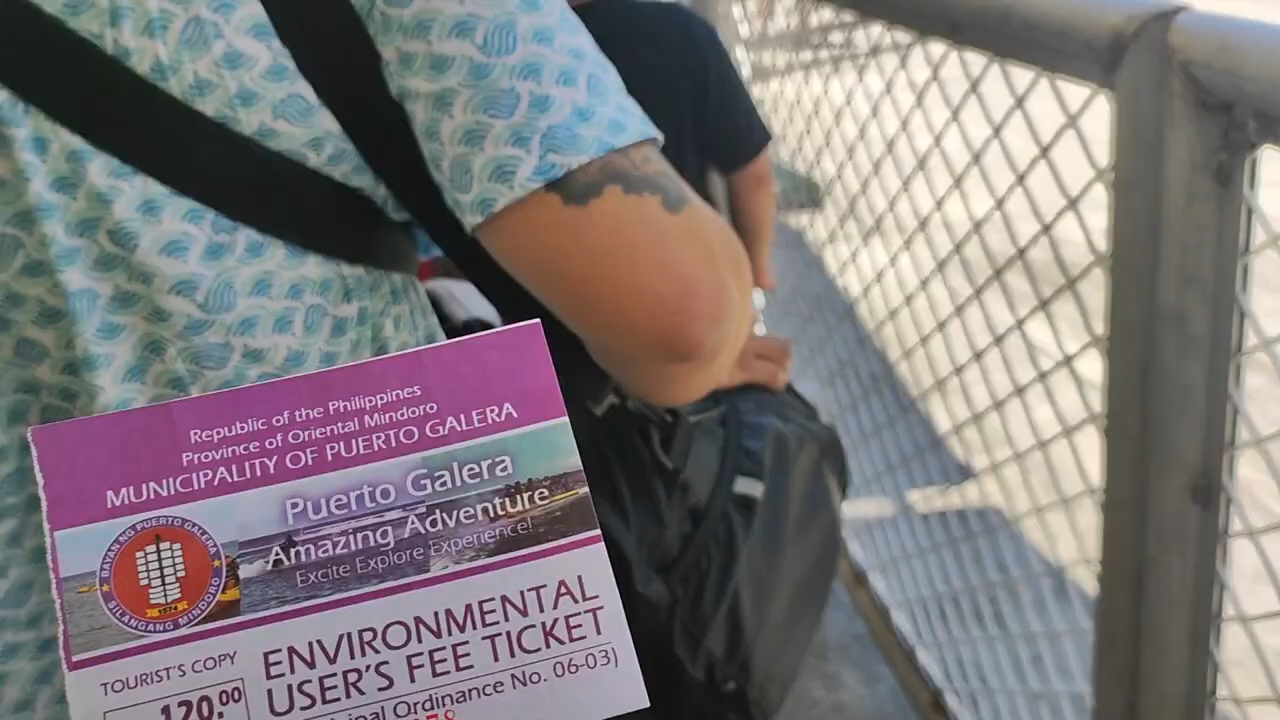 Republic of the Philippines
Province of Oriental Mindoro
MUNICIPALITY OF PUERTO GALERA
Puerto Galera
Amazing Adventure
Excite Explore Experience!
BAYAN NG PUERTO GALERA
1974
SILANGANG MINDORO
ENVIRONMENTAL
USER'S FEE TICKET
TOURIST'S COPY
120.00
Ordinance No. 06-03)